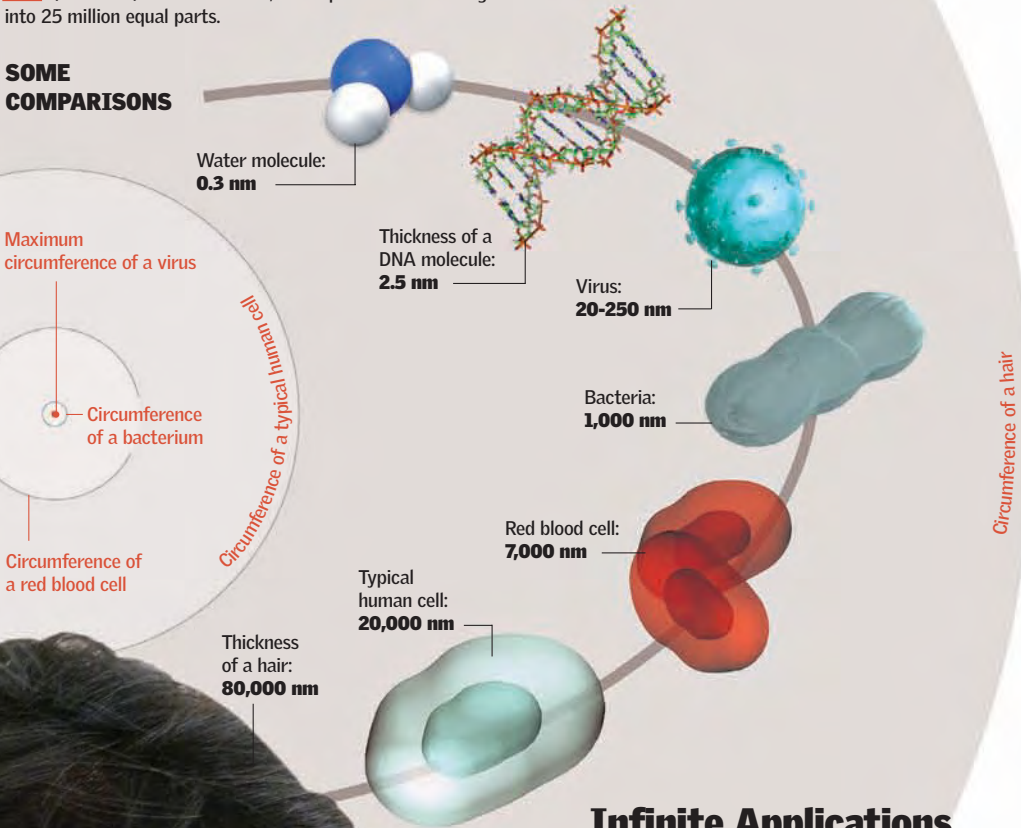 into 25 million equal parts.
SOME
COMPARISONS
Water molecule:
0.3 nm
Thickness of a
DNA molecule:
2.5 nm
Virus:
20-250 nm
Bacteria:
1,000 nm
Red blood cell:
7,000 nm
Typical
human cell:
20,000 nm
Thickness
of a hair:
80,000 nm
Maximum
circumference of a virus
Circumference
of a bacterium
Circumference of
a red blood cell
Circumference of a typical human cell
Circumference of a hair
Infinite Applications